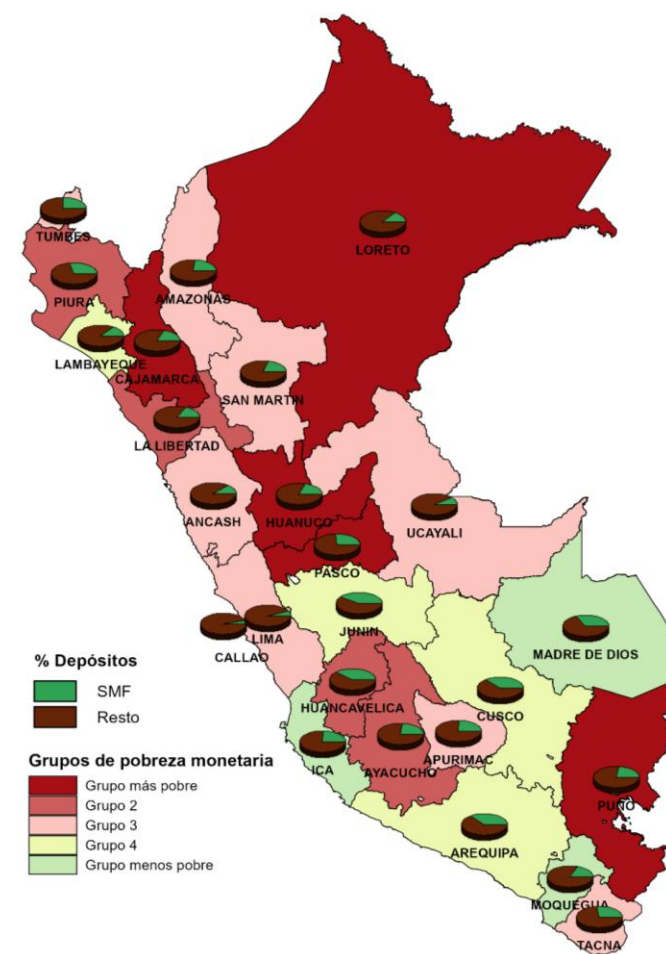 TUMBES
LORETO
PIURA
AMAZONAS
LAMBAYEQUE
CAJAMARCA
SAN MARTIN
LA LIBERTAD
ANCASH
HUANUCO
UCAYALI
PASCO
LIMA
JUNIN
CALLAO
MADRE DE DIOS
HUANCAVELICA
CUSCO
ICA
AYACUCHO
APURIMAC
PUNO
AREQUIPA
MOQUEGUA
TACNA
% Depósitos
SMF
Resto
Grupos de pobreza monetaria
Grupo más pobre
Grupo 2
Grupo 3
Grupo 4
Grupo menos pobre